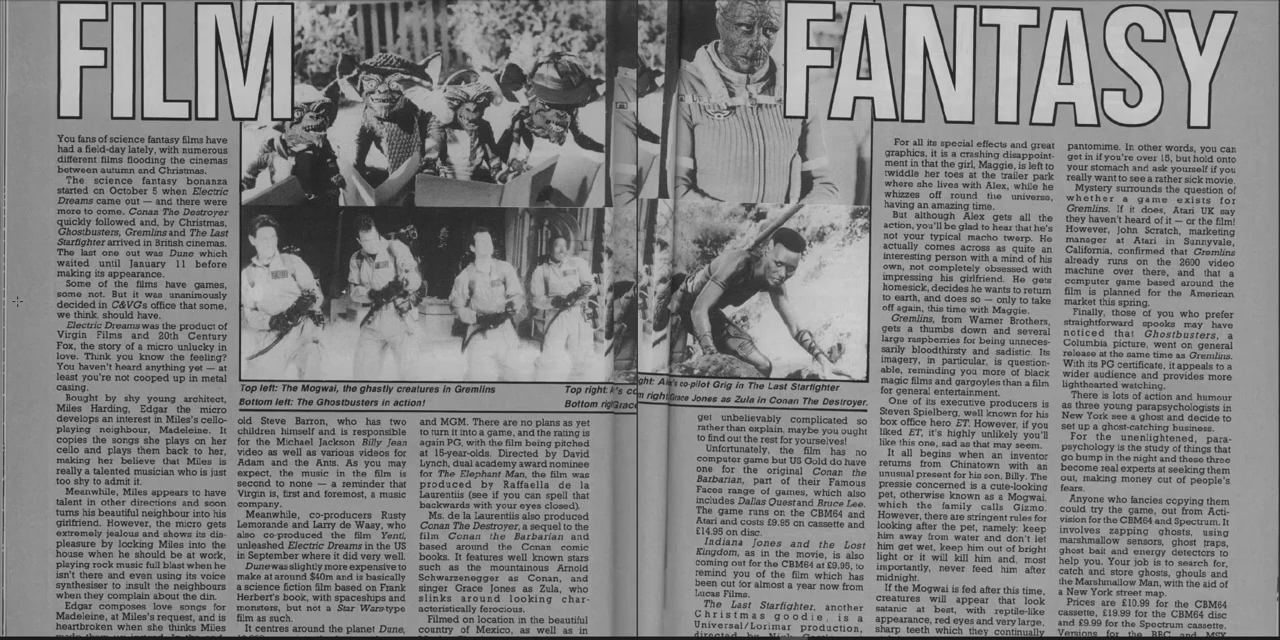 FILM FANTASY
You fans of science fantasy films have
had a field-day lately, with numerous
different films flooding the cinemas
between autumn and Christmas.
The science fantasy bonanza
started on October 5 when Electric
Dreams came out — and there were
more to come. Conan The Destroyer
quickly followed and, by Christmas,
Ghostbusters, Gremlins and The Last
Starfighter arrived in British cinemas.
The last one out was Dune which
waited until January 11 before
making its appearance.
Some of the films have games,
some not. But it was unanimously
decided in C&VG's office that some,
we think, should have.
Electric Dreams was the product of
Virgin Films and 20th Century
Fox, the story of a micro unlucky in
love. Think you know the feeling?
You haven't heard anything yet — at
least you're not cooped up in metal
casing.
Bought by shy young architect,
Miles Harding, Edgar the micro
develops an interest in Miles's cello-
playing neighbour, Madeleine. It
copies the songs she plays on her
cello and plays them back to her,
making her believe that Miles is
really a talented musician who is just
too shy to admit it.
Meanwhile, Miles appears to have
talent in other directions and soon
turns his beautiful neighbour into his
girlfriend. However, the micro gets
extremely jealous and shows its dis-
pleasure by locking Miles into the
house when he should be at work,
playing rock music full blast when he
isn't there and even using its voice
synthesiser to insult the neighbours
when they complain about the din.
Edgar composes love songs for
Madeleine, at Miles's request, and is
heartbroken when she thinks Miles
Top left: The Mogwai, the ghastly creatures in Gremlins
Bottom left: The Ghostbusters in action!
Top right:
Bottom
co-pilot Grig in The Last Starfighter
Grace Jones as Zula in Conan The Destroyer.
old Steve Barron, who has two
children himself and is responsible
for the Michael Jackson Billy Jean
video as well as various videos for
Adam and the Ants. As you may
expect, the music in the film is
second to none — a reminder that
Virgin is, first and foremost, a music
company.
Meanwhile, co-producers Rusty
Lemorande and Larry de Waay, who
also co-produced the film Yentl,
unleashed Electric Dreams in the US
in September where it did very well.
Dune was slightly more expensive to
make at around $40m and is basically
a science fiction film based on Frank
Herbert's book, with spaceships and
monsters, but not a Star Wars-type
film as such.
It centres around the planet Dune,
and MGM. There are no plans as yet
to turn it into a game, and the rating is
again PG, with the film being pitched
at 15-year-olds. Directed by David
Lynch, dual academy award nominee
for The Elephant Man, the film was
produced by Raffaella de la
Laurentiis (see if you can spell that
backwards with your eyes closed).
Ms. de la Laurentiis also produced
Conan The Destroyer, a sequel to the
film Conan the Barbarian and
based around the Conan comic
books. It features well known stars
such as the mountainous Arnold
Schwarzenegger as Conan, and
singer Grace Jones as Zula, who
slinks around looking char-
acteristically ferocious.
Filmed on location in the beautiful
country of Mexico, as well as in
get unbelievably complicated so
rather than explain, maybe you ought
to find out the rest for yourselves!
Unfortunately, the film has no
computer game but US Gold do have
one for the original Conan the
Barbarian, part of their Famous
Faces range of games, which also
includes Dallas Quest and Bruce Lee.
The game runs on the CBM64 and
Atari and costs £9.95 on cassette and
£14.95 on disc.
Indiana Jones and the Lost
Kingdom, as in the movie, is also
coming out for the CBM64 at £9.95, to
remind you of the film which has
been out for almost a year now from
Lucas Films.
The Last Starfighter, another
Christmas goodie, is a
Universal/Lorimar production,
directed by Nick
For all its special effects and great
graphics, it is a crashing disappoint-
ment in that the girl, Maggie, is left to
twiddle her toes at the trailer park
where she lives with Alex, while he
whizzes off round the universe,
having an amazing time.
But although Alex gets all the
action, you'll be glad to hear that he's
not your typical macho twerp. He
actually comes across as quite an
interesting person with a mind of his
own, not completely obsessed with
impressing his girlfriend. He gets
homesick, decides he wants to return
to earth, and does so — only to take
off again, this time with Maggie.
Gremlins, from Warner Brothers,
gets a thumbs down and several
large raspberries for being unneces-
sarily bloodthirsty and sadistic. Its
imagery, in particular, is question-
able, reminding you more of black
magic films and gargoyles than a film
for general entertainment.
One of its executive producers is
Steven Spielberg, well known for his
box office hero ET. However, if you
liked ET, it's highly unlikely you'll
like this one, sad as that may seem.
It all begins when an inventor
returns from Chinatown with an
unusual present for his son, Billy. The
pressie concerned is a cute-looking
pet, otherwise known as a Mogwai,
which the family calls Gizmo.
However, there are stringent rules for
looking after the pet, namely: keep
him away from water and don't let
him get wet, keep him out of bright
light or it will kill him and, most
importantly, never feed him after
midnight.
If the Mogwai is fed after this time,
creatures will appear that look
satanic at best, with reptile-like
appearance, red eyes and very large,
sharp teeth which they continually
pantomime. In other words, you can
get in if you're over 15, but hold onto
your stomach and ask yourself if you
really want to see a rather sick movie.
Mystery surrounds the question of
whether a game exists for
Gremlins. If it does, Atari UK say
they haven't heard of it — or the film!
However, John Scratch, marketing
manager at Atari in Sunnyvale,
California, confirmed that Gremlins
already runs on the 2600 video
machine over there, and that a
computer game based around the
film is planned for the American
market this spring.
Finally, those of you who prefer
straightforward spooks may have
noticed that Ghostbusters, a
Columbia picture, went on general
release at the same time as Gremlins.
With its PG certificate, it appeals to a
wider audience and provides more
lighthearted watching.
There is lots of action and humour
as three young parapsychologists in
New York see a ghost and decide to
set up a ghost-catching business.
For the unenlightened, para-
psychology is the study of things that
go bump in the night and these three
become real experts at seeking them
out, making money out of people's
fears.
Anyone who fancies copying them
could try the game, out from Acti-
vision for the CBM64 and Spectrum. It
involves zapping ghosts, using
marshmallow sensors, ghost traps,
ghost bait and energy detectors to
help you. Your job is to search for,
catch and store ghosts, ghouls and
the Marshmallow Man, with the aid of
a New York street map.
Prices are £10.99 for the CBM64
cassette, £19.99 for the CBM64 disc
and £9.99 for the Spectrum cassette.
Versions for the BBC and MSX